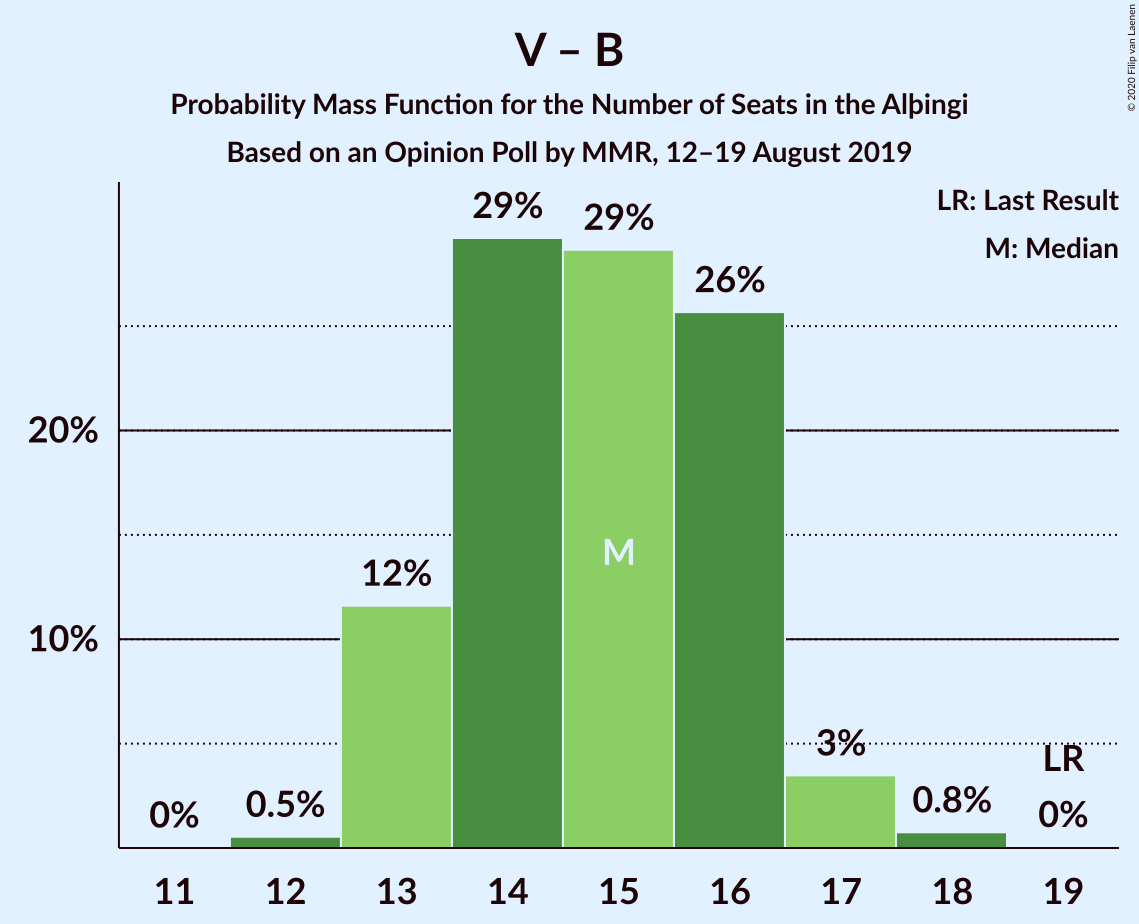 V – B
Probability Mass Function for the Number of Seats in the Alþingi
Based on an Opinion Poll by MMR, 12–19 August 2019
© 2020 Filip van Laenen
LR: Last Result
M: Median
29%
29%
26%
20%
M
12%
10%
3%
LR
0%
0.5%
0.8%
0%
11 12 13 14 15 16 17 18 19